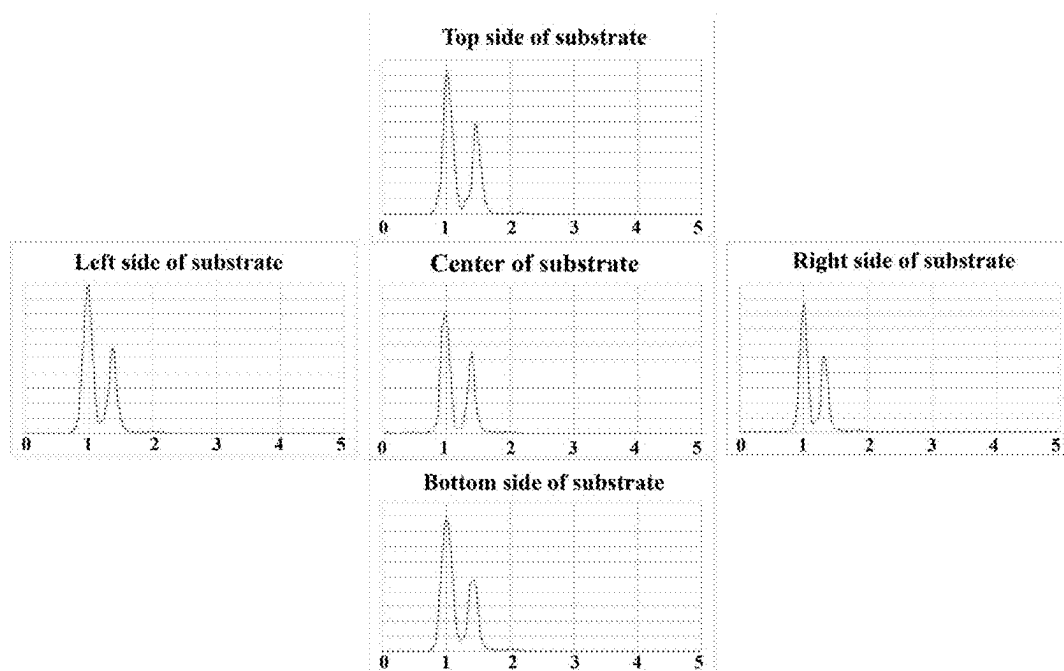 Top side of substrate
0 1 2 3 4 5
Left side of substrate
0 1 2 3 4 5
Center of substrate
0 1 2 3 4 5
Right side of substrate
0 1 2 3 4 5
Bottom side of substrate
0 1 2 3 4 5